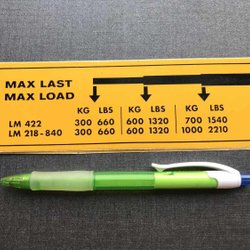 MAX LAST
MAX LOAD
KG LBS KG LBS KG LBS
LM 422 300 660 600 1320 700 1540
LM 218-840 300 660 600 1320 1000 2210